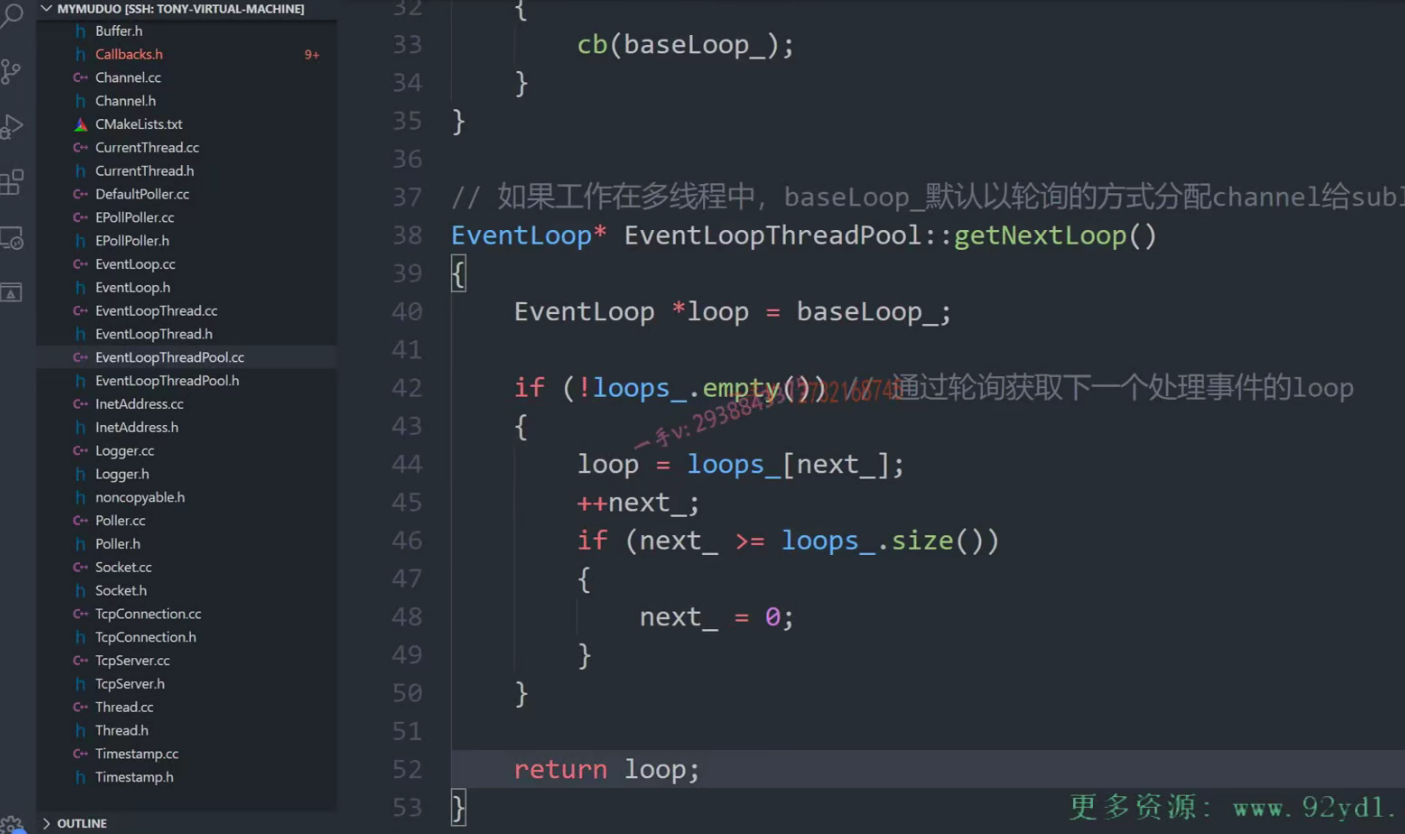 MYMUDUO [SSH: TONY-VIRTUAL-MACHINE]
Buffer.h
Callbacks.h 9+
Channel.cc
Channel.h
CMakeLists.txt
CurrentThread.cc
CurrentThread.h
DefaultPoller.cc
EPollPoller.cc
EPollPoller.h
EventLoop.cc
EventLoop.h
EventLoopThread.cc
EventLoopThread.h
EventLoopThreadPool.cc
EventLoopThreadPool.h
InetAddress.cc
InetAddress.h
Logger.cc
Logger.h
noncopyable.h
Poller.cc
Poller.h
Socket.cc
Socket.h
TcpConnection.cc
TcpConnection.h
TcpServer.cc
TcpServer.h
Thread.cc
Thread.h
Timestamp.cc
Timestamp.h
OUTLINE
32 {
33 cb(baseLoop_);
34 }
35 }
36
37 // 如果工作在多线程中，baseLoop_默认以轮询的方式分配channel给subl
38 EventLoop* EventLoopThreadPool::getNextLoop()
39 {
40 EventLoop *loop = baseLoop_;
41
42 if (!loops_.empty()) // 通过轮询获取下一个处理事件的loop
43 {
44 loop = loops_[next_];
45 ++next_;
46 if (next_ >= loops_.size())
47 {
48 next_ = 0;
49 }
50 }
51
52 return loop;
53 }
更多资源: www.92yd1.